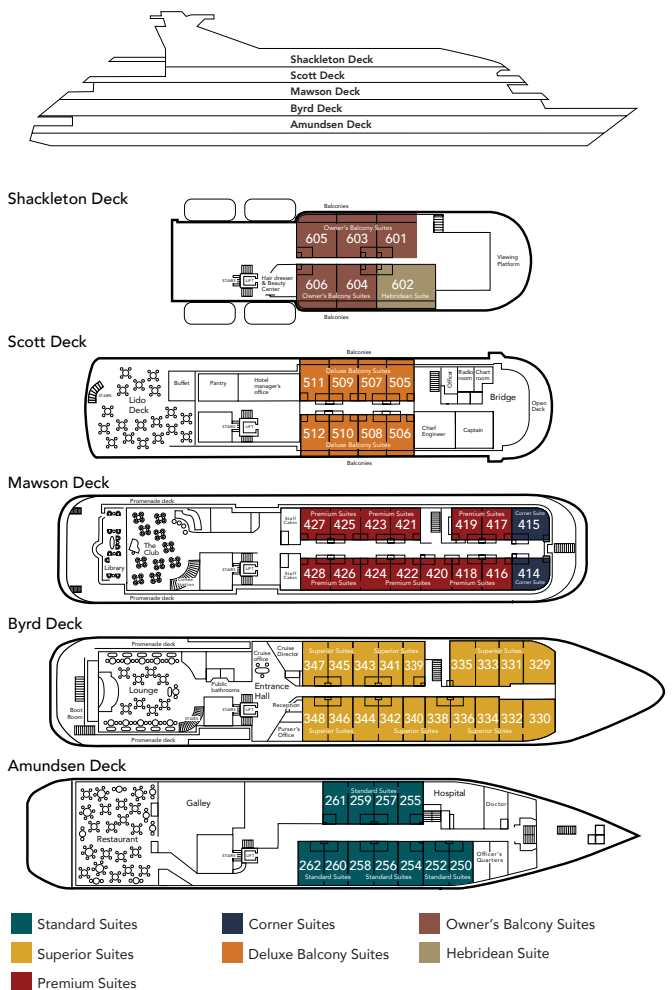 Shackleton Deck
Scott Deck
Mawson Deck
Byrd Deck
Amundsen Deck
Shackleton Deck
Balconies
Owner's Balcony Suites
605 603 601
STAIRS LIFT
Hair dresser
& Beauty
Center
606 604 602
Owner's Balcony Suites Hebridean Suite
Viewing
Platform
Balconies
Scott Deck
Balconies
STAIRS
Lido
Deck
Buffet
Pantry
Hotel
manager's
office
STAIRS LIFT
Deluxe Balcony Suites
511 509 507 505
512 510 508 506
Deluxe Balcony Suites
Officer
Radio
room
Chart
room
Bridge
Open
Deck
Chief
Engineer
Captain
Balconies
Mawson Deck
Promenade deck
Library
The
Club
STAIRS LIFT
Staff
Cabin
Premium Suites Premium Suites Premium Suites Corner Suite
427 425 423 421 419 417 415
Staff
Cabin
428 426 424 422 420 418 416 414
Premium Suites Premium Suites Premium Suites Corner Suite
Promenade deck
Byrd Deck
Promenade deck
Boot
Room
Lounge
Public
bathrooms
STAIRS
STAIRS LIFT
Cruise
office
Cruise
Director
Entrance
Hall
Reception
Purser's
Office
Superior Suites Superior Suites Superior Suites
347 345 343 341 339 335 333 331 329
348 346 344 342 340 338 336 334 332 330
Superior Suites Superior Suites Superior Suites
Promenade deck
Amundsen Deck
Restaurant
Galley
STAIRS LIFT
Standard Suites
261 259 257 255
Hospital
Doctor
262 260 258 256 254 252 250
Standard Suites Standard Suites Standard Suites
Officer's
Quarters
Standard Suites
Corner Suites
Owner's Balcony Suites
Superior Suites
Deluxe Balcony Suites
Hebridean Suite
Premium Suites